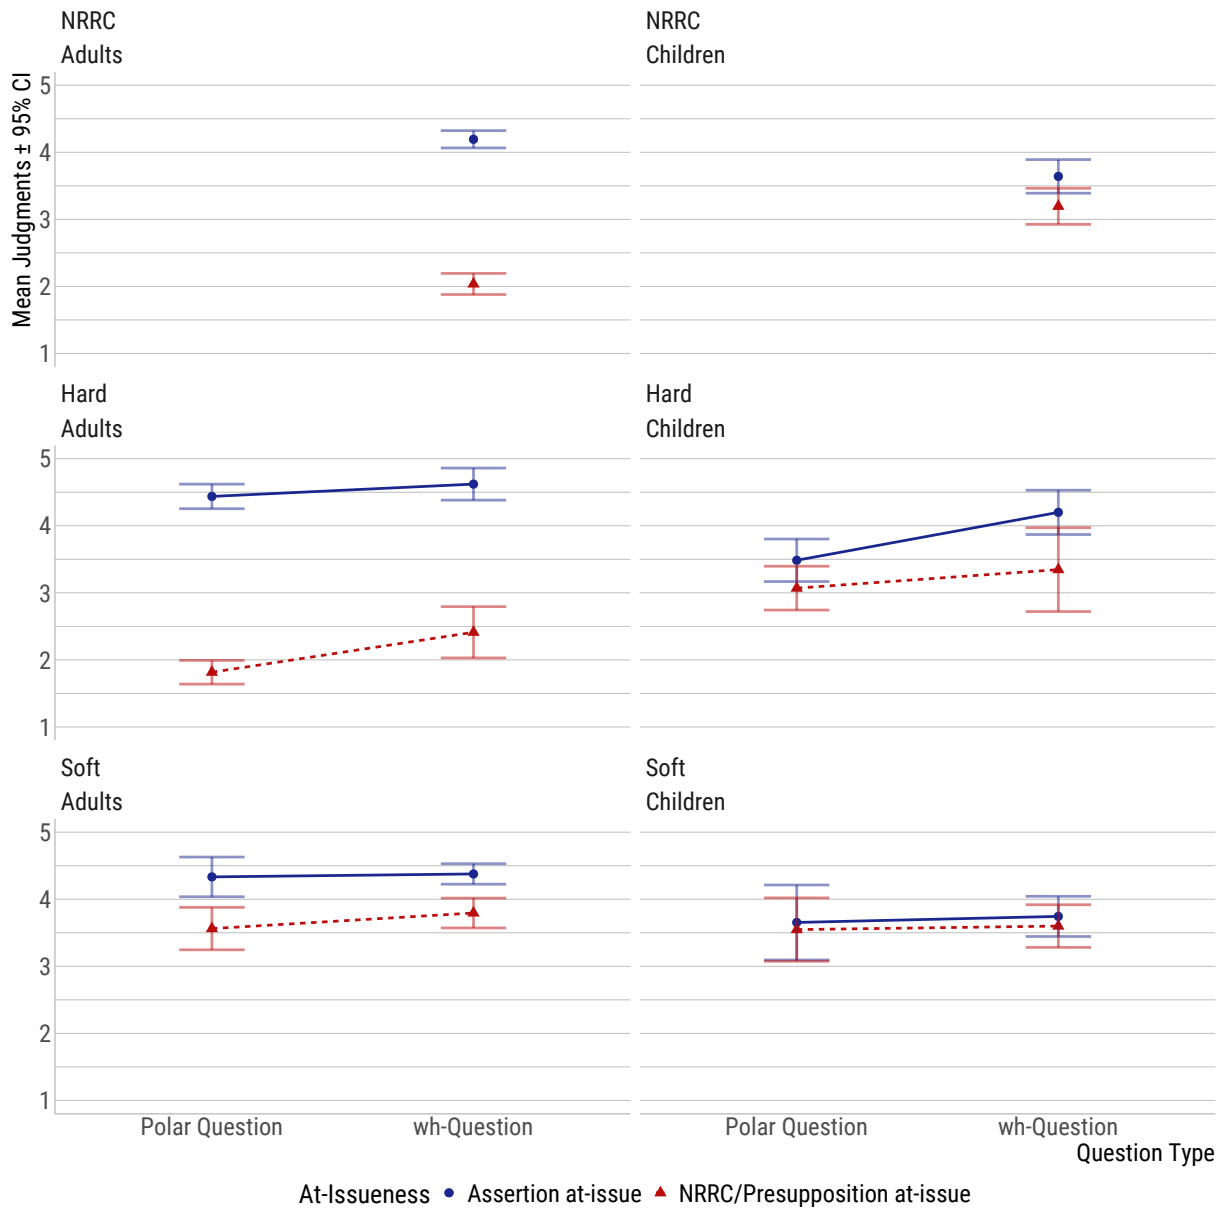 NRRC
Adults
NRRC
Children
Mean Judgments ± 95% CI
5
4
3
2
1
Hard
Adults
Hard
Children
5
4
3
2
1
Soft
Adults
Soft
Children
5
4
3
2
1
Polar Question wh-Question Polar Question wh-Question
Question Type
At-Issueness Assertion at-issue NRRC/Presupposition at-issue